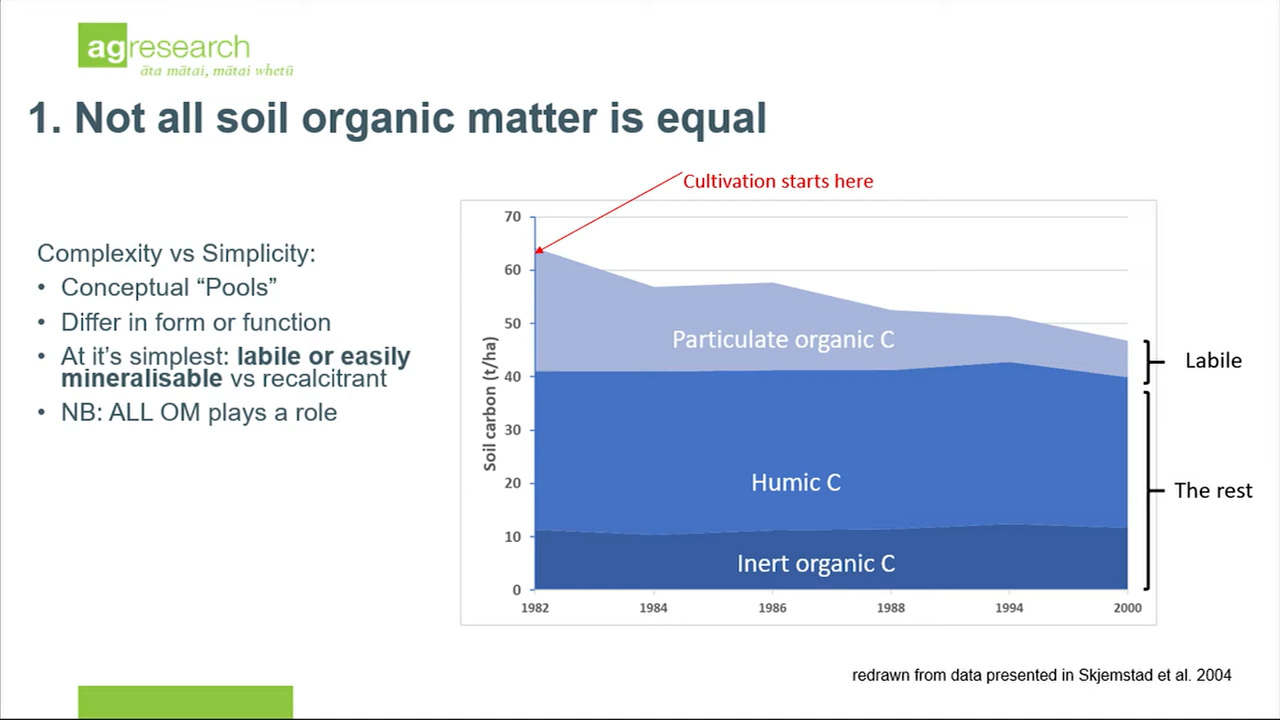 agresearch
āta mātai, mātai whetū
1. Not all soil organic matter is equal
Complexity vs Simplicity:
• Conceptual “Pools”
• Differ in form or function
• At it’s simplest: labile or easily
mineralisable vs recalcitrant
• NB: ALL OM plays a role
Cultivation starts here
Soil carbon (t/ha)
70
60
50
40
30
20
10
0
Particulate organic C
Humic C
Inert organic C
1982 1984 1986 1988 1994 2000
Labile
The rest
redrawn from data presented in Skjemstad et al. 2004